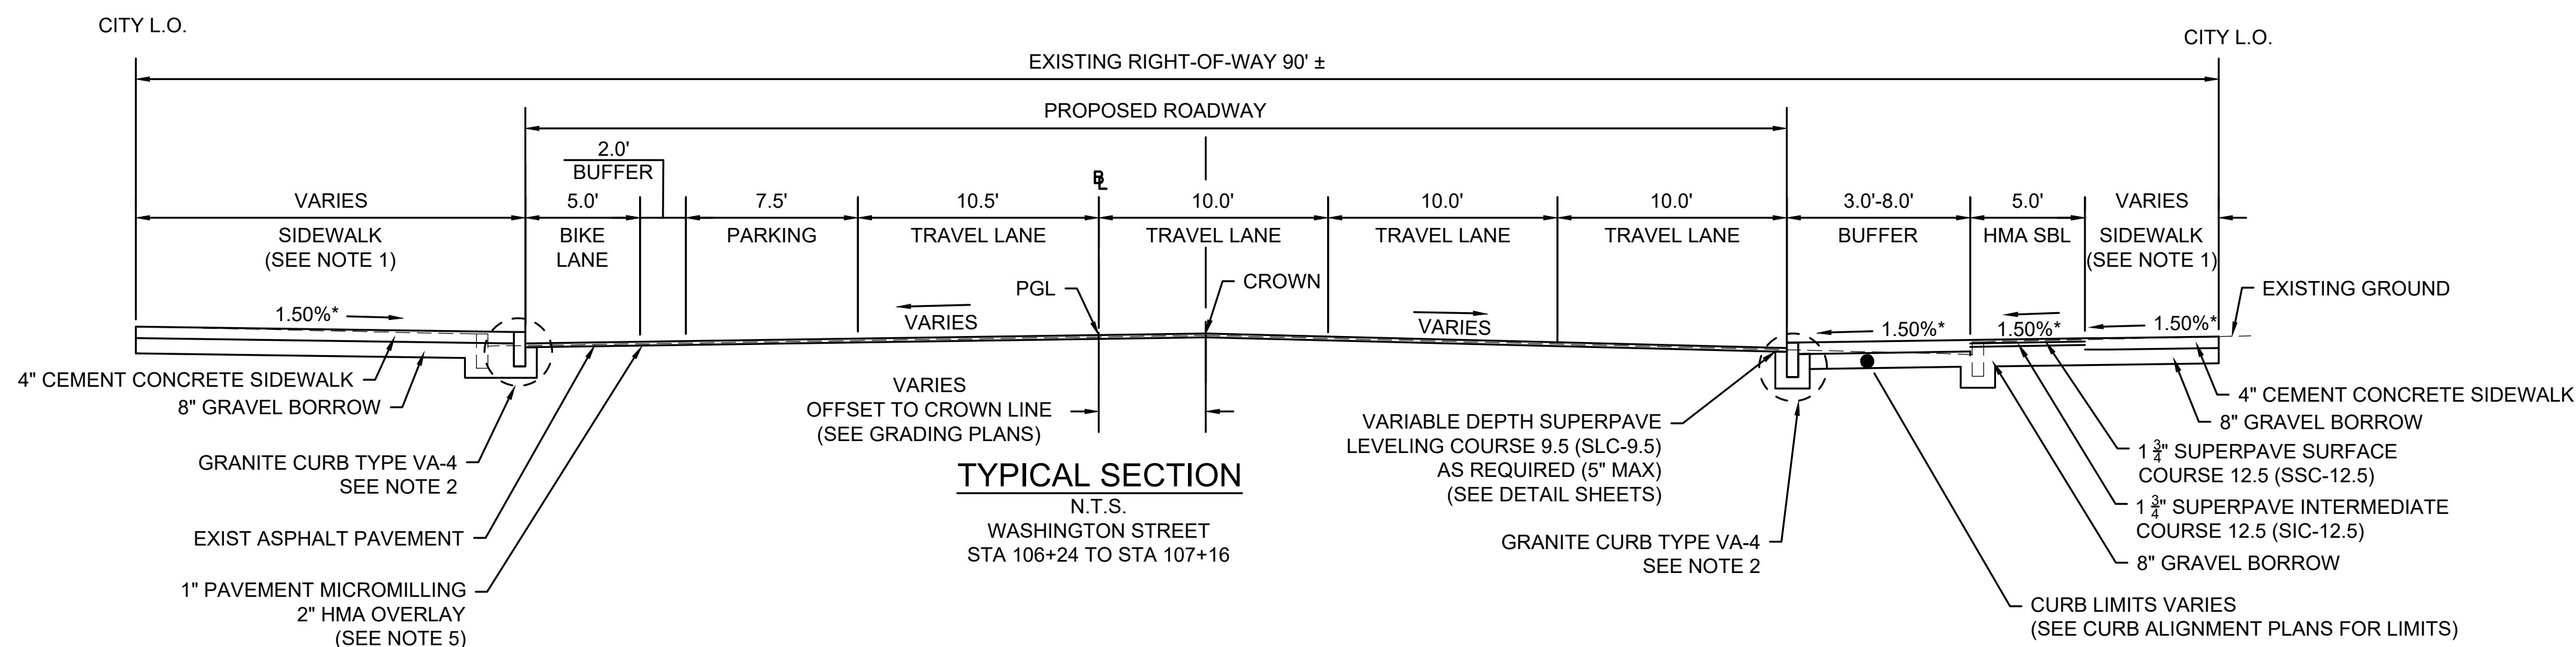 CITY L.O.
CITY L.O.
EXISTING RIGHT-OF-WAY 90' ±
PROPOSED ROADWAY
2.0'
BUFFER
BL
VARIES
5.0'
7.5'
10.5'
10.0'
10.0'
10.0'
3.0'-8.0'
5.0'
VARIES
SIDEWALK
(SEE NOTE 1)
BIKE
LANE
PARKING
TRAVEL LANE
TRAVEL LANE
TRAVEL LANE
TRAVEL LANE
BUFFER
HMA SBL
SIDEWALK
(SEE NOTE 1)
PGL
CROWN
EXISTING GROUND
1.50%*
VARIES
VARIES
1.50%*
1.50%*
1.50%*
4" CEMENT CONCRETE SIDEWALK
8" GRAVEL BORROW
GRANITE CURB TYPE VA-4
SEE NOTE 2
EXIST ASPHALT PAVEMENT
1" PAVEMENT MICROMILLING
2" HMA OVERLAY
(SEE NOTE 5)
VARIES
OFFSET TO CROWN LINE
(SEE GRADING PLANS)
TYPICAL SECTION
N.T.S.
WASHINGTON STREET
STA 106+24 TO STA 107+16
VARIABLE DEPTH SUPERPAVE
LEVELING COURSE 9.5 (SLC-9.5)
AS REQUIRED (5" MAX)
(SEE DETAIL SHEETS)
GRANITE CURB TYPE VA-4
SEE NOTE 2
4" CEMENT CONCRETE SIDEWALK
8" GRAVEL BORROW
1 3/4" SUPERPAVE SURFACE
COURSE 12.5 (SSC-12.5)
1 3/4" SUPERPAVE INTERMEDIATE
COURSE 12.5 (SIC-12.5)
8" GRAVEL BORROW
CURB LIMITS VARIES
(SEE CURB ALIGNMENT PLANS FOR LIMITS)